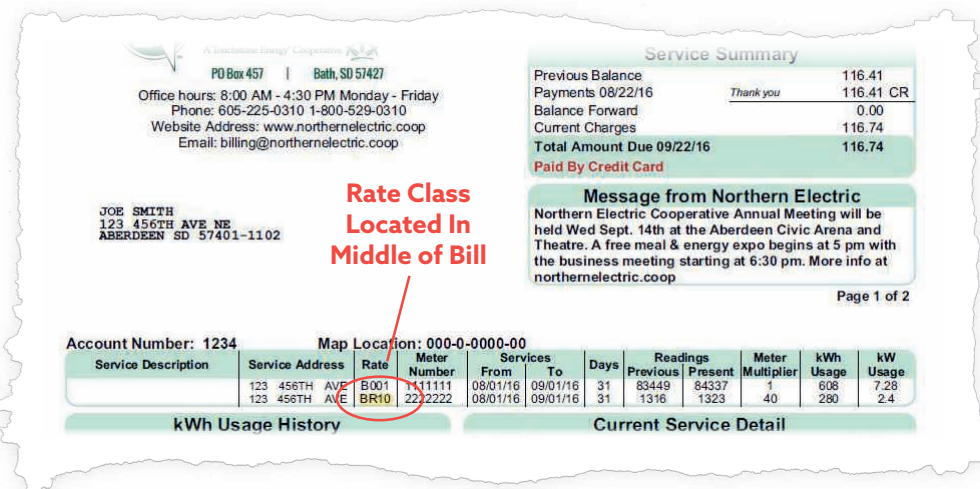 A Touchstone Energy® Cooperative
PO Box 457 | Bath, SD 57427
Office hours: 8:00 AM - 4:30 PM Monday - Friday
Phone: 605-225-0310 1-800-529-0310
Website Address: www.northernelectric.coop
Email: billing@northernelectric.coop
Service Summary
Previous Balance 116.41
Payments 08/22/16 Thank you 116.41 CR
Balance Forward 0.00
Current Charges 116.74
Total Amount Due 09/22/16 116.74
Paid By Credit Card
JOE SMITH
123 456TH AVE NE
ABERDEEN SD 57401-1102
Rate Class
Located In
Middle of Bill
Message from Northern Electric
Northern Electric Cooperative Annual Meeting will be
held Wed Sept. 14th at the Aberdeen Civic Arena and
Theatre. A free meal & energy expo begins at 5 pm with
the business meeting starting at 6:30 pm. More info at
northernelectric.coop
Page 1 of 2
Account Number: 1234 Map Location: 000-0-0000-00
Service Description Service Address Rate Meter Number Services From To Days Readings Previous Present Meter Multiplier kWh Usage kW Usage
123 456TH AVE B001 1111111 08/01/16 09/01/16 31 83449 84337 1 608 7.28
123 456TH AVE BR10 2222222 08/01/16 09/01/16 31 1316 1323 40 280 2.4
kWh Usage History
Current Service Detail